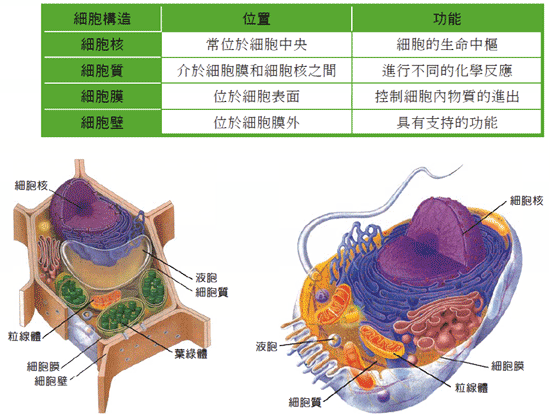 細胞構造 位置 功能
細胞核 常位於細胞中央 細胞的生命中樞
細胞質 介於細胞膜和細胞核之間 進行不同的化學反應
細胞膜 位於細胞表面 控制細胞內物質的進出
細胞壁 位於細胞膜外 具有支持的功能
細胞核
液胞
細胞質
粒線體
葉綠體
細胞膜
細胞壁
細胞核
液胞
細胞膜
粒線體
細胞質